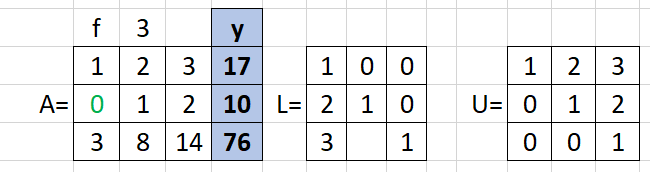 f 3 y
1 2 3 17 1 0 0 1 2 3
A= 0 1 2 10 L= 2 1 0 U= 0 1 2
3 8 14 76 3 1 0 0 1